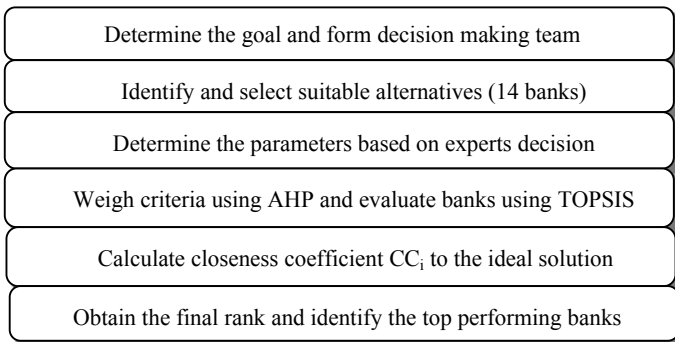 Determine the goal and form decision making team
Identify and select suitable alternatives (14 banks)
Determine the parameters based on experts decision
Weigh criteria using AHP and evaluate banks using TOPSIS
Calculate closeness coefficient CCi to the ideal solution
Obtain the final rank and identify the top performing banks